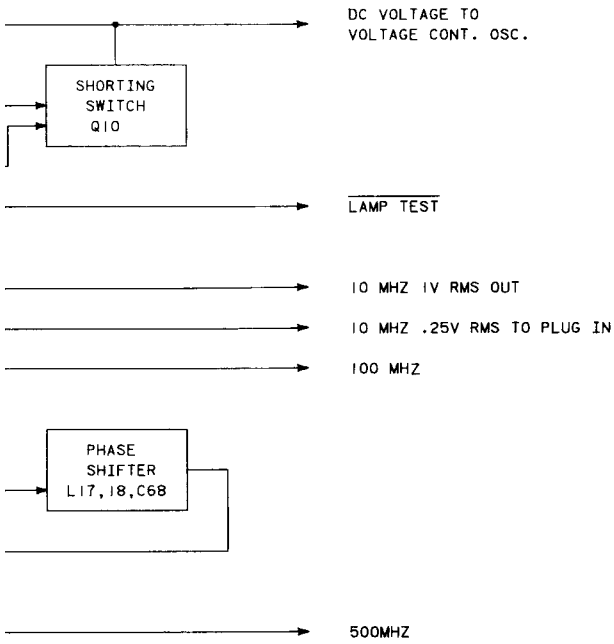 DC VOLTAGE TO
VOLTAGE CONT. OSC.
SHORTING
SWITCH
Q10
LAMP TEST
10 MHZ 1V RMS OUT
10 MHZ .25V RMS TO PLUG IN
100 MHZ
PHASE
SHIFTER
L17,18,C68
500MHZ